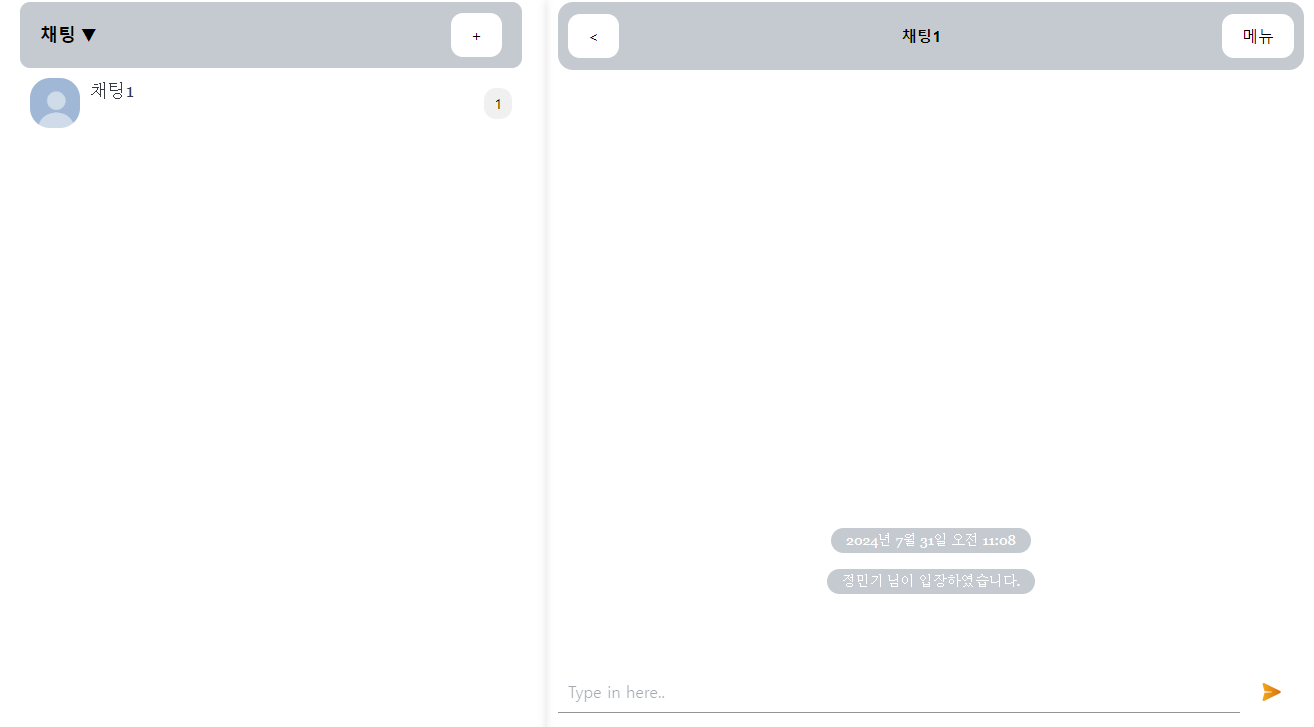 채팅 ▼
+
채팅1
1
<
채팅1
메뉴
2024년 7월 31일 오전 11:08
정민기 님이 입장하였습니다.
Type in here..